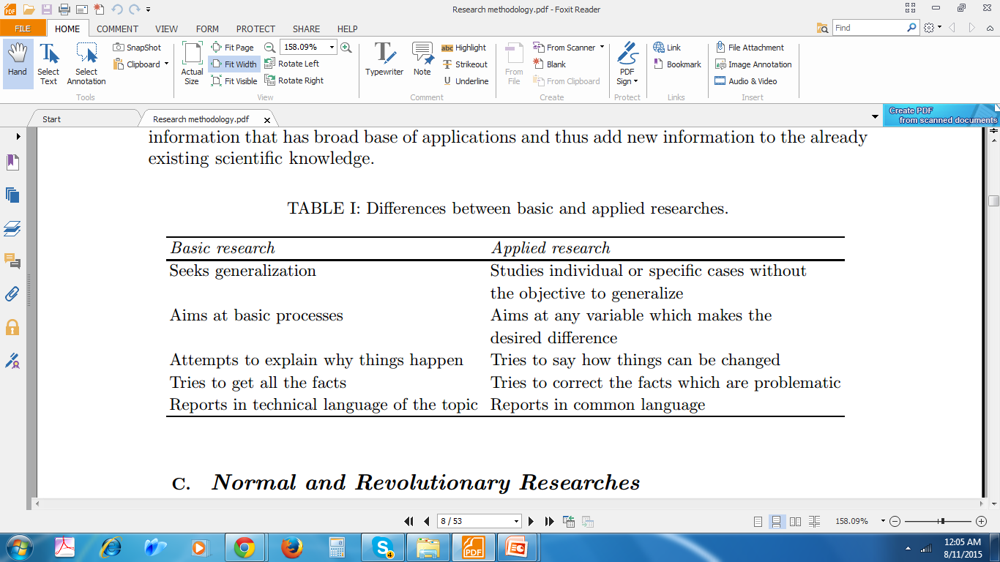 Research methodology.pdf - Foxit Reader
FILE
HOME
COMMENT
VIEW
FORM
PROTECT
SHARE
HELP
Find
Hand
Select
Text
Select
Annotation
SnapShot
Clipboard
Tools
Actual
Size
Fit Page
Fit Width
Fit Visible
158.09%
Rotate Left
Rotate Right
View
Typewriter
Note
abc Highlight
T Strikeout
U Underline
Comment
From
File
From Scanner
Blank
From Clipboard
Create
PDF
Sign
Protect
Link
Bookmark
Links
File Attachment
Image Annotation
Audio & Video
Insert
Start
Research methodology.pdf
Create PDF
from scanned documents
information that has broad base of applications and thus add new information to the already
existing scientific knowledge.
TABLE I: Differences between basic and applied researches.
Basic research Applied research
Seeks generalization Studies individual or specific cases without
the objective to generalize
Aims at basic processes Aims at any variable which makes the
desired difference
Attempts to explain why things happen Tries to say how things can be changed
Tries to get all the facts Tries to correct the facts which are problematic
Reports in technical language of the topic Reports in common language
C. Normal and Revolutionary Researches
8 / 53
158.09%
S
4
PDF
12:05 AM
8/11/2015